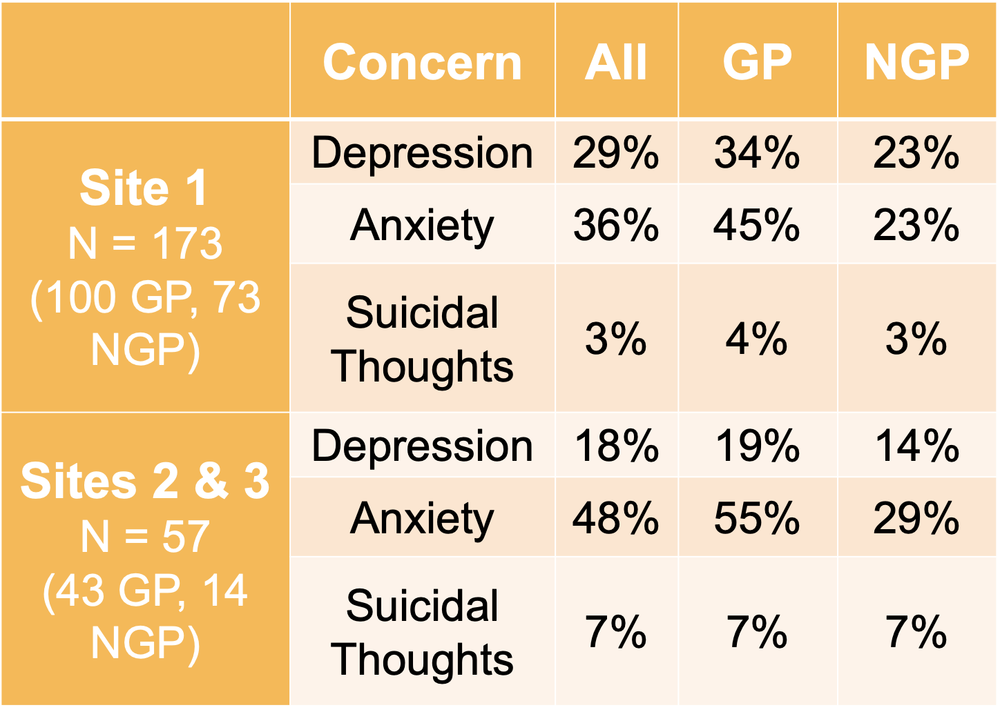 Concern All GP NGP
Site 1
N = 173
(100 GP, 73
NGP)
Depression 29% 34% 23%
Anxiety 36% 45% 23%
Suicidal
Thoughts 3% 4% 3%
Sites 2 & 3
N = 57
(43 GP, 14
NGP)
Depression 18% 19% 14%
Anxiety 48% 55% 29%
Suicidal
Thoughts 7% 7% 7%